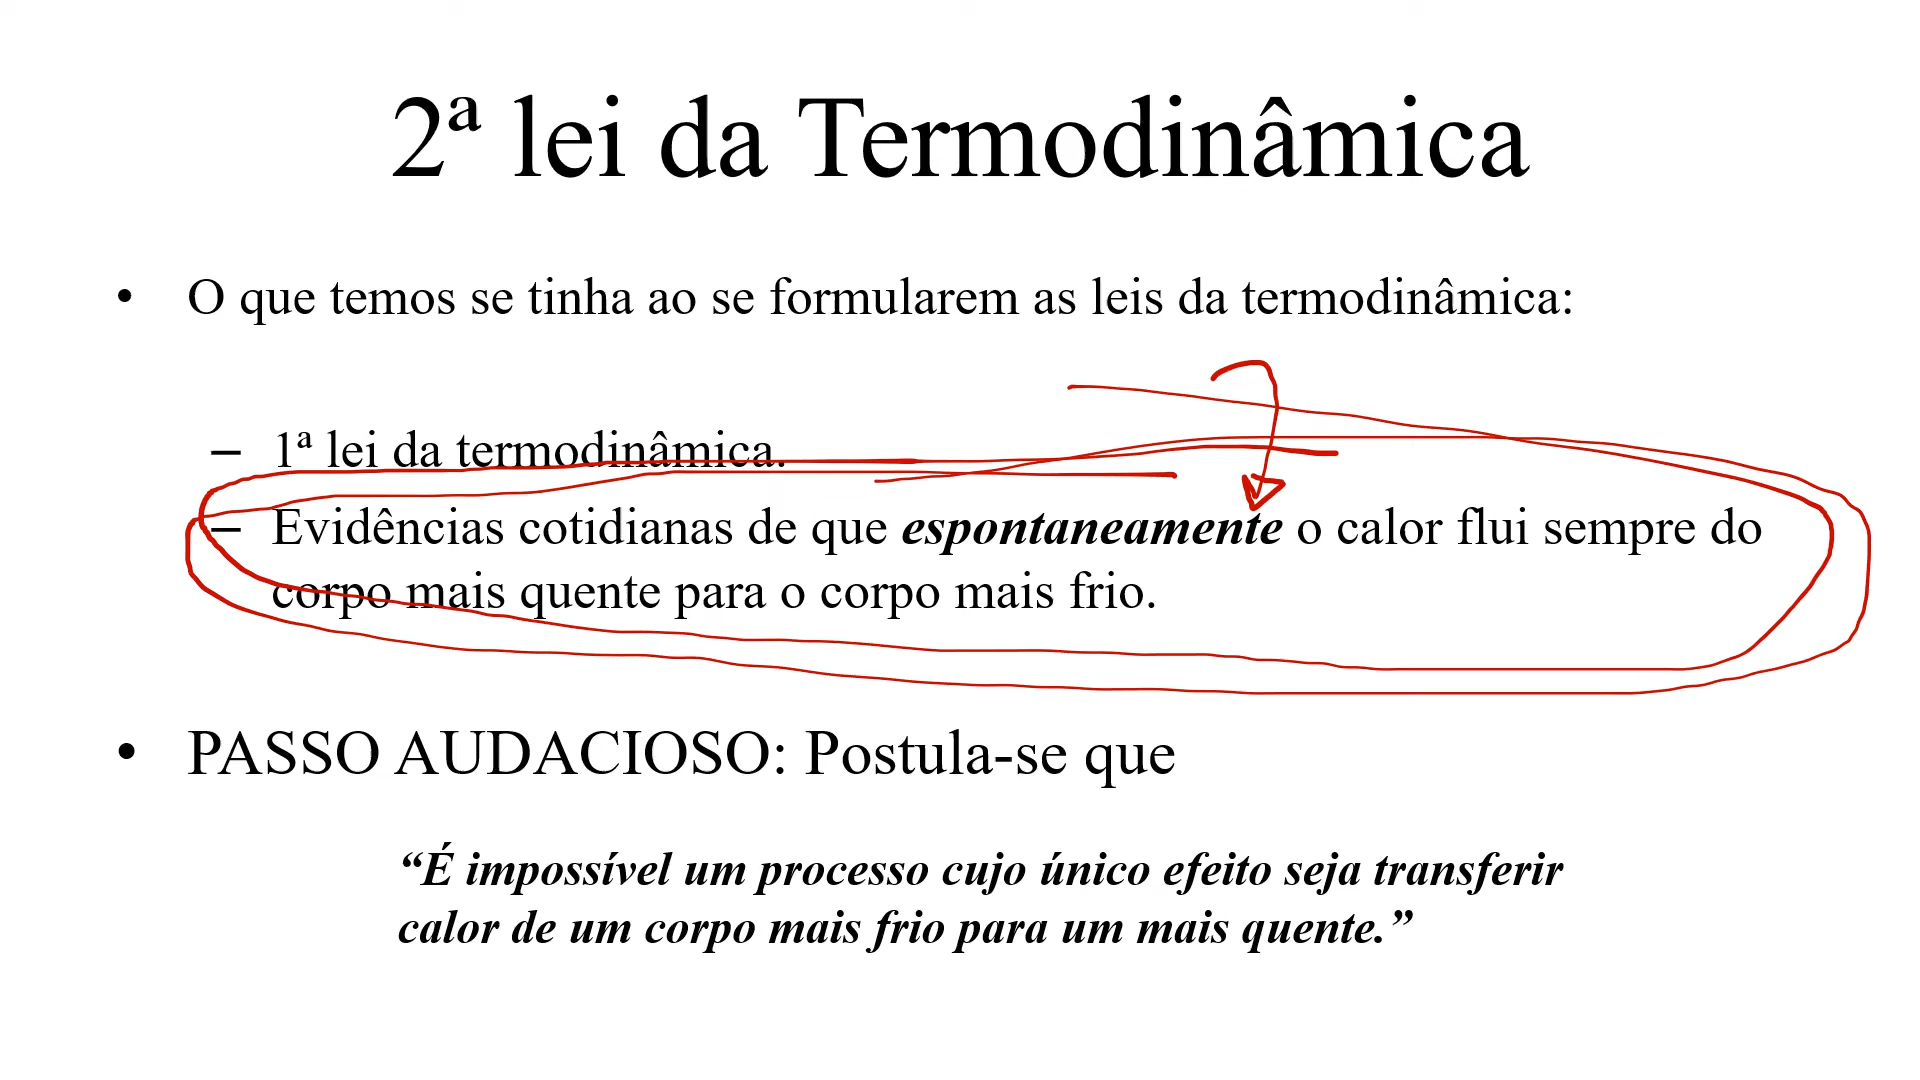 2ª lei da Termodinâmica
• O que temos se tinha ao se formularem as leis da termodinâmica:
– 1ª lei da termodinâmica.
– Evidências cotidianas de que espontaneamente o calor flui sempre do
corpo mais quente para o corpo mais frio.
• PASSO AUDACIOSO: Postula-se que
“É impossível um processo cujo único efeito seja transferir
calor de um corpo mais frio para um mais quente.”